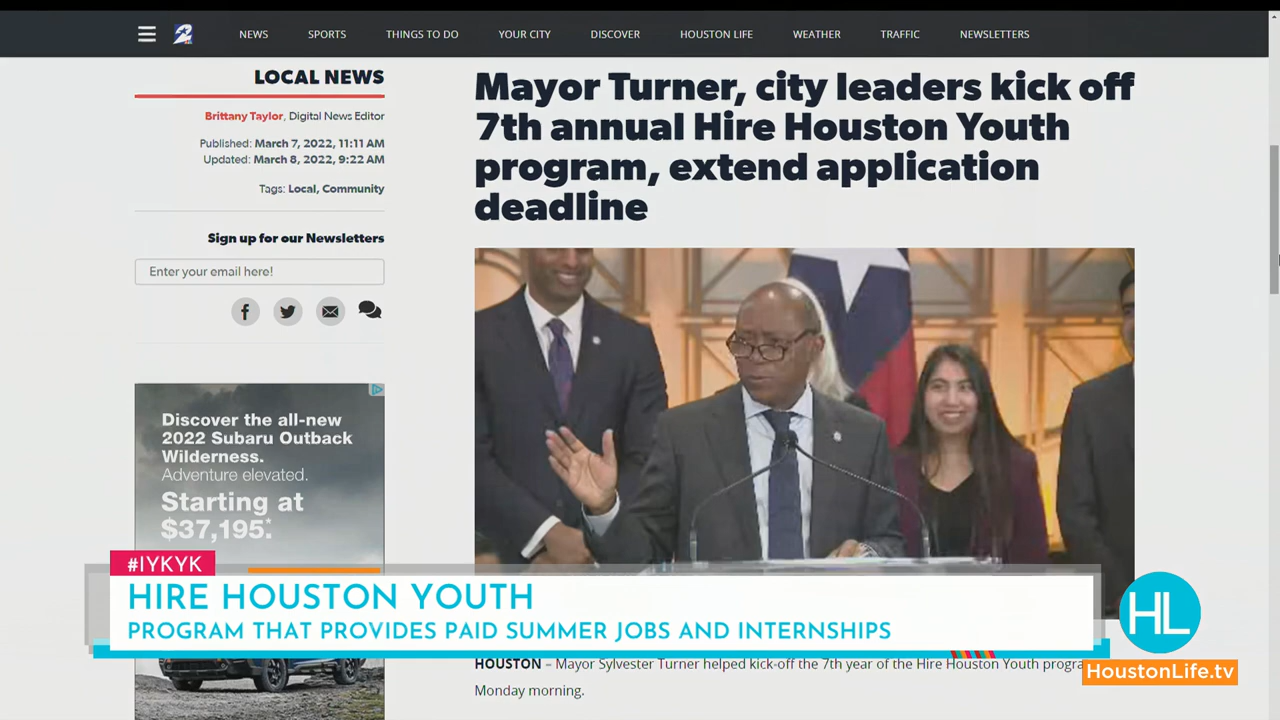 NEWS SPORTS THINGS TO DO YOUR CITY DISCOVER HOUSTON LIFE WEATHER TRAFFIC NEWSLETTERS
LOCAL NEWS
Brittany Taylor, Digital News Editor
Published: March 7, 2022, 11:11 AM
Updated: March 8, 2022, 9:22 AM
Tags: Local, Community
Sign up for our Newsletters
Enter your email here!
Discover the all-new
2022 Subaru Outback
Wilderness.
Adventure elevated.
Starting at
$37,195.*
Mayor Turner, city leaders kick off
7th annual Hire Houston Youth
program, extend application
deadline
#IYKYK
HIRE HOUSTON YOUTH
PROGRAM THAT PROVIDES PAID SUMMER JOBS AND INTERNSHIPS
HL
HoustonLife.tv
HOUSTON – Mayor Sylvester Turner helped kick-off the 7th year of the Hire Houston Youth
Monday morning.